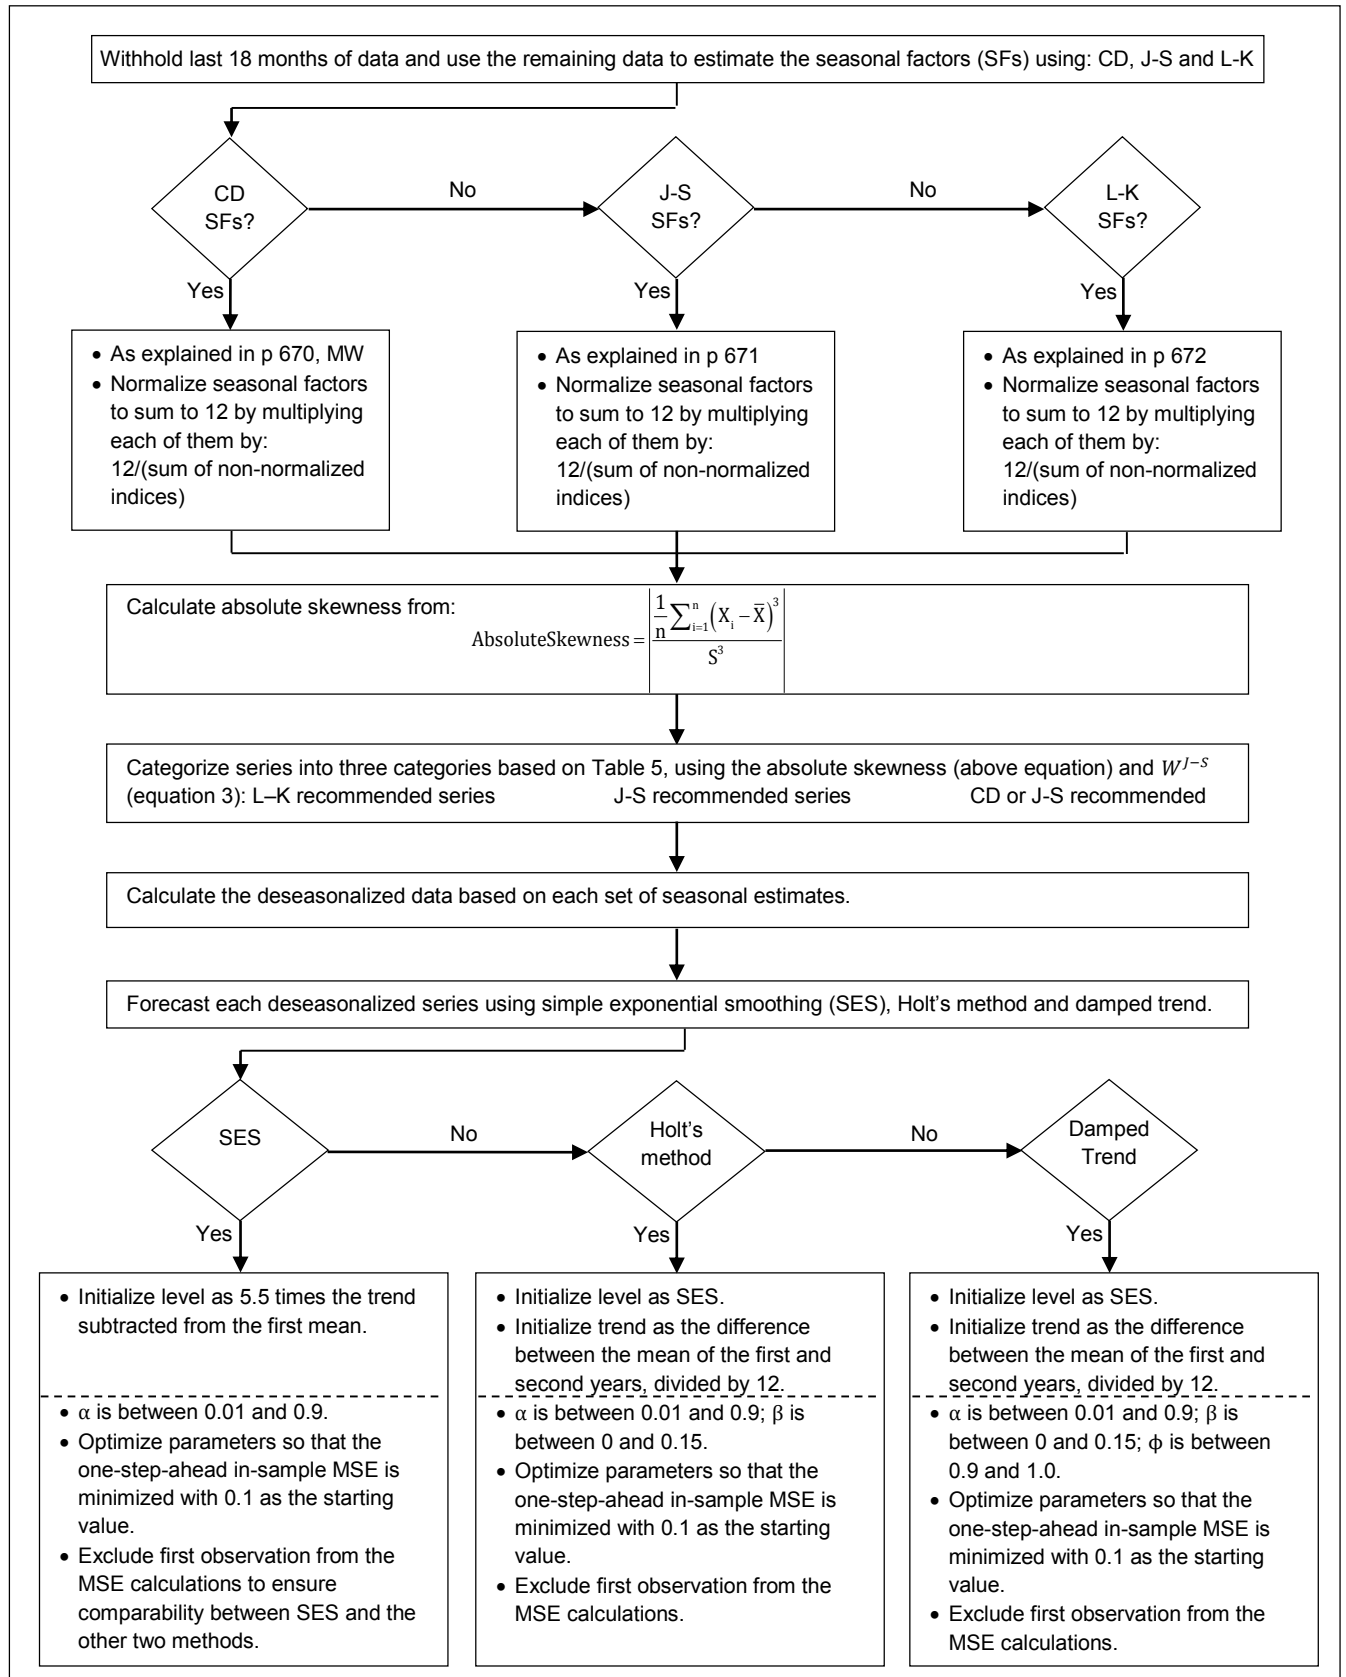 Withhold last 18 months of data and use the remaining data to estimate the seasonal factors (SFs) using: CD, J-S and L-K
CD
SFs?
No
J-S
SFs?
No
L-K
SFs?
Yes
Yes
Yes
• As explained in p 670, MW
• Normalize seasonal factors
to sum to 12 by multiplying
each of them by:
12/(sum of non-normalized
indices)
• As explained in p 671
• Normalize seasonal factors
to sum to 12 by multiplying
each of them by:
12/(sum of non-normalized
indices)
• As explained in p 672
• Normalize seasonal factors
to sum to 12 by multiplying
each of them by:
12/(sum of non-normalized
indices)
Calculate absolute skewness from:
AbsoluteSkewness = | (1/n ∑ⁿᵢ₌₁ (Xᵢ − X̄)³) / S³ |
Categorize series into three categories based on Table 5, using the absolute skewness (above equation) and W^{J−S}
(equation 3): L–K recommended series J-S recommended series CD or J-S recommended
Calculate the deseasonalized data based on each set of seasonal estimates.
Forecast each deseasonalized series using simple exponential smoothing (SES), Holt's method and damped trend.
SES
No
Holt's
method
No
Damped
Trend
Yes
Yes
Yes
• Initialize level as 5.5 times the trend
subtracted from the first mean.
• α is between 0.01 and 0.9.
• Optimize parameters so that the
one-step-ahead in-sample MSE is
minimized with 0.1 as the starting
value.
• Exclude first observation from the
MSE calculations to ensure
comparability between SES and the
other two methods.
• Initialize level as SES.
• Initialize trend as the difference
between the mean of the first and
second years, divided by 12.
• α is between 0.01 and 0.9; β is
between 0 and 0.15.
• Optimize parameters so that the
one-step-ahead in-sample MSE is
minimized with 0.1 as the starting
value.
• Exclude first observation from the
MSE calculations.
• Initialize level as SES.
• Initialize trend as the difference
between the mean of the first and
second years, divided by 12.
• α is between 0.01 and 0.9; β is
between 0 and 0.15; ϕ is between
0.9 and 1.0.
• Optimize parameters so that the
one-step-ahead in-sample MSE is
minimized with 0.1 as the starting
value.
• Exclude first observation from the
MSE calculations.